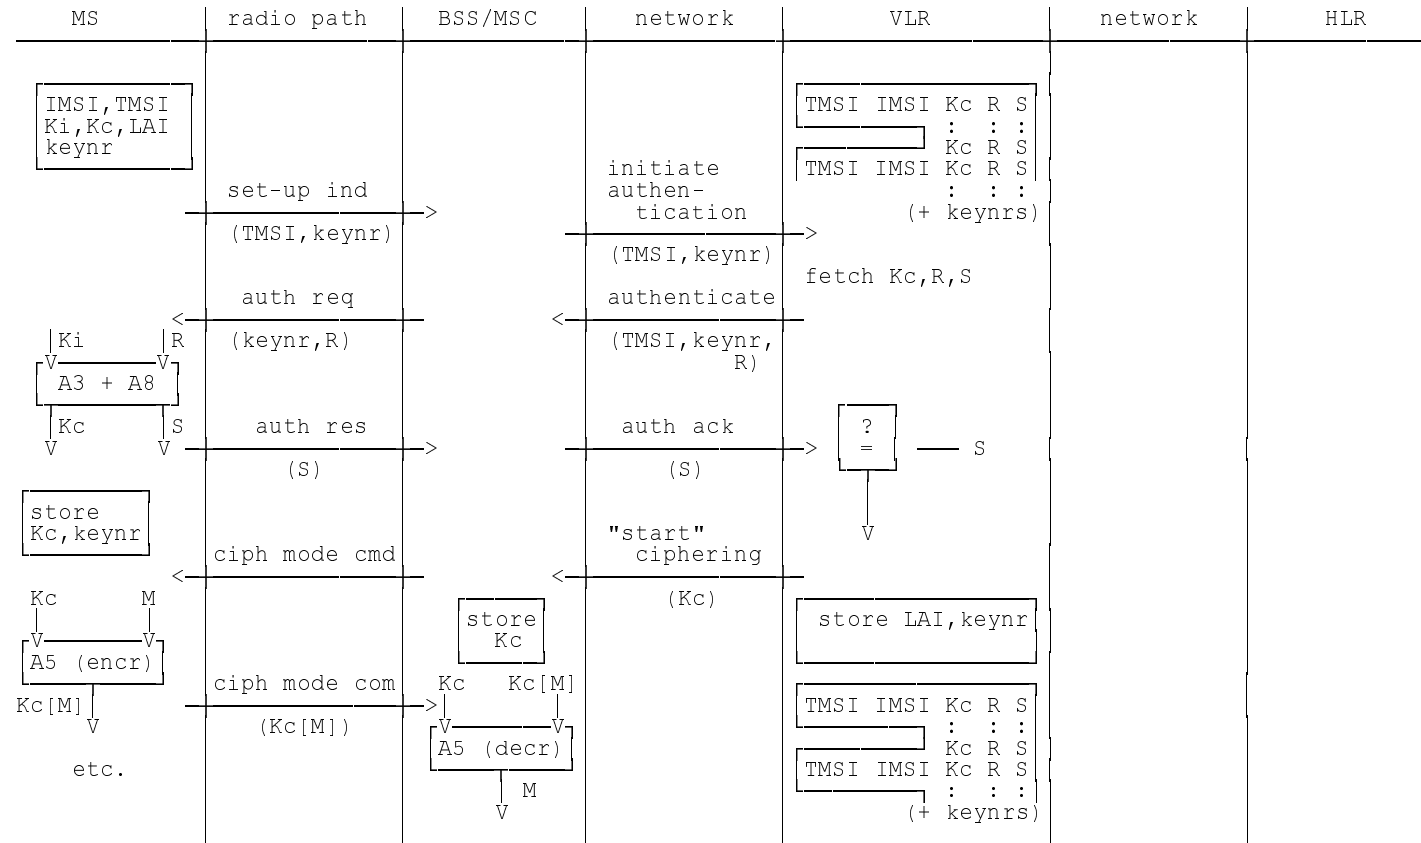 MS radio path BSS/MSC network VLR network HLR
IMSI,TMSI TMSI IMSI Kc R S
Ki,Kc,LAI : : :
keynr Kc R S
initiate TMSI IMSI Kc R S
set-up ind authen- : : :
> tication (+ keynrs)
(TMSI,keynr) >
(TMSI,keynr)
fetch Kc,R,S
auth req authenticate
< <
Ki R (keynr,R) (TMSI,keynr,
V V R)
A3 + A8
Kc S auth res auth ack ?
V V > > = S
(S) (S)
store
Kc,keynr "start" V
ciph mode cmd ciphering
< <
Kc M (Kc)
store store LAI,keynr
V V Kc
A5 (encr)
ciph mode com Kc Kc[M]
Kc[M] > TMSI IMSI Kc R S
V (Kc[M]) V V : : :
A5 (decr) Kc R S
etc. TMSI IMSI Kc R S
M : : :
V (+ keynrs)